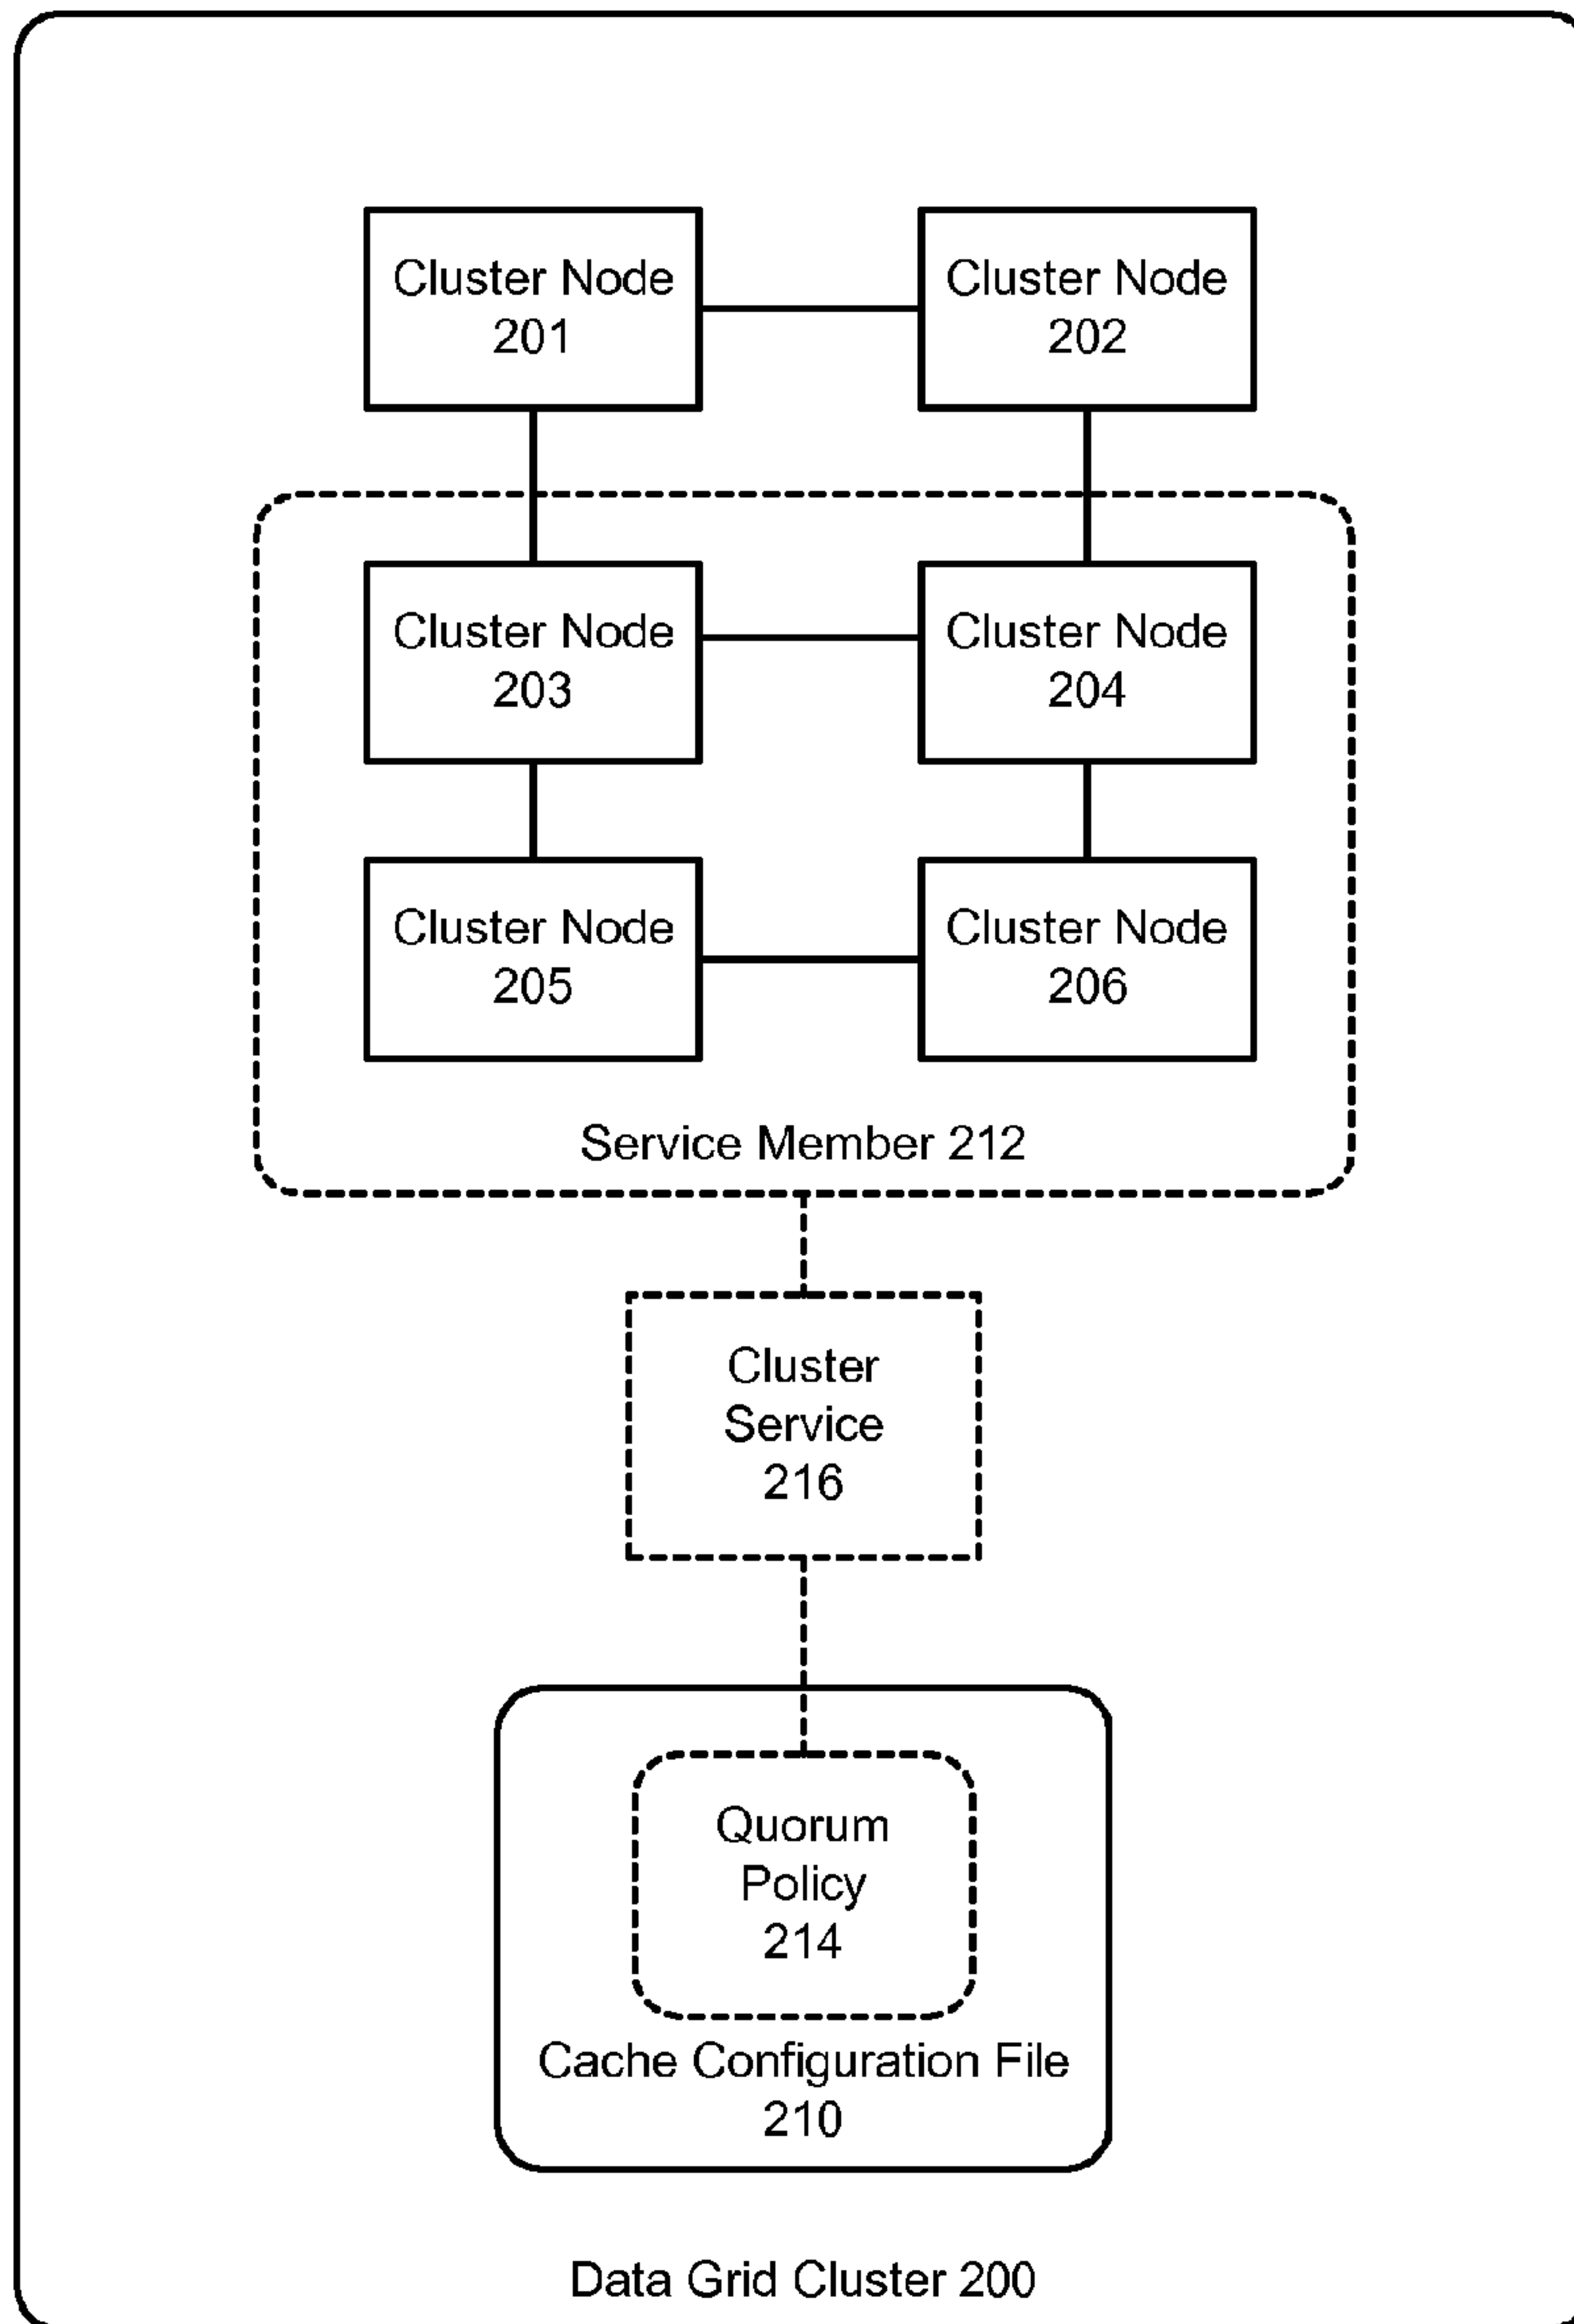 Cluster Node
201
Cluster Node
202
Cluster Node
203
Cluster Node
204
Cluster Node
205
Cluster Node
206
Service Member 212
Cluster
Service
216
Quorum
Policy
214
Cache Configuration File
210
Data Grid Cluster 200